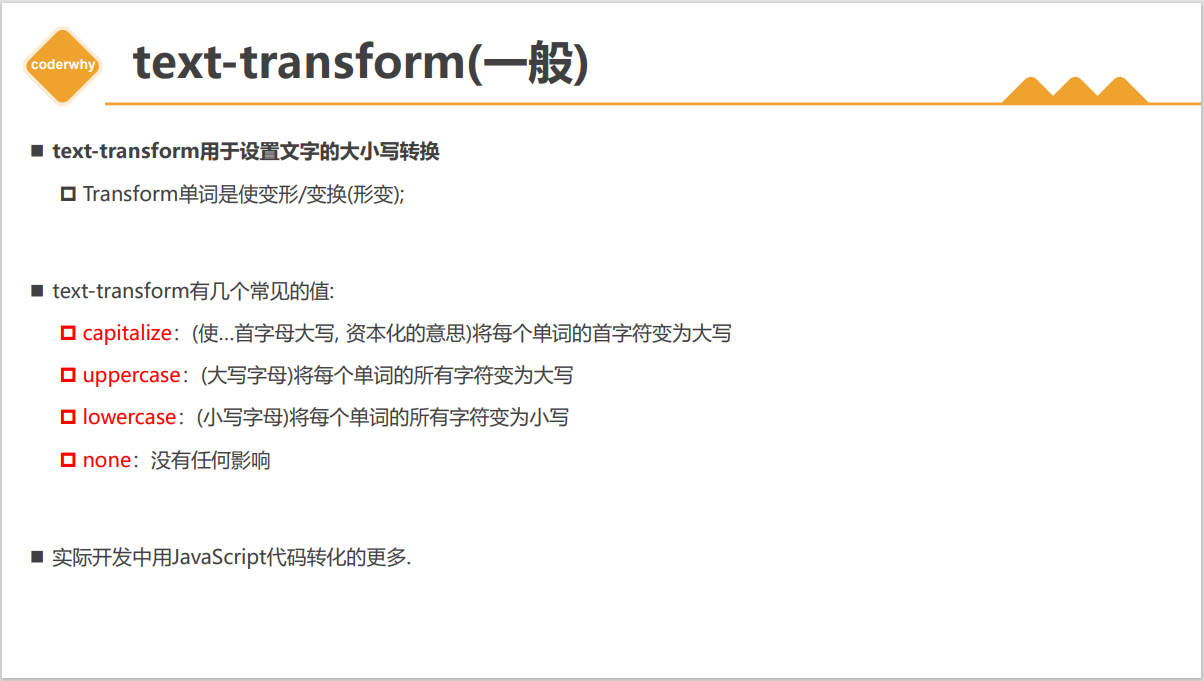 coderwhy
text-transform(一般)
text-transform用于设置文字的大小写转换
Transform单词是使变形/变换(形变);
text-transform有几个常见的值:
capitalize：(使…首字母大写, 资本化的意思)将每个单词的首字符变为大写
uppercase：(大写字母)将每个单词的所有字符变为大写
lowercase：(小写字母)将每个单词的所有字符变为小写
none：没有任何影响
实际开发中用JavaScript代码转化的更多.